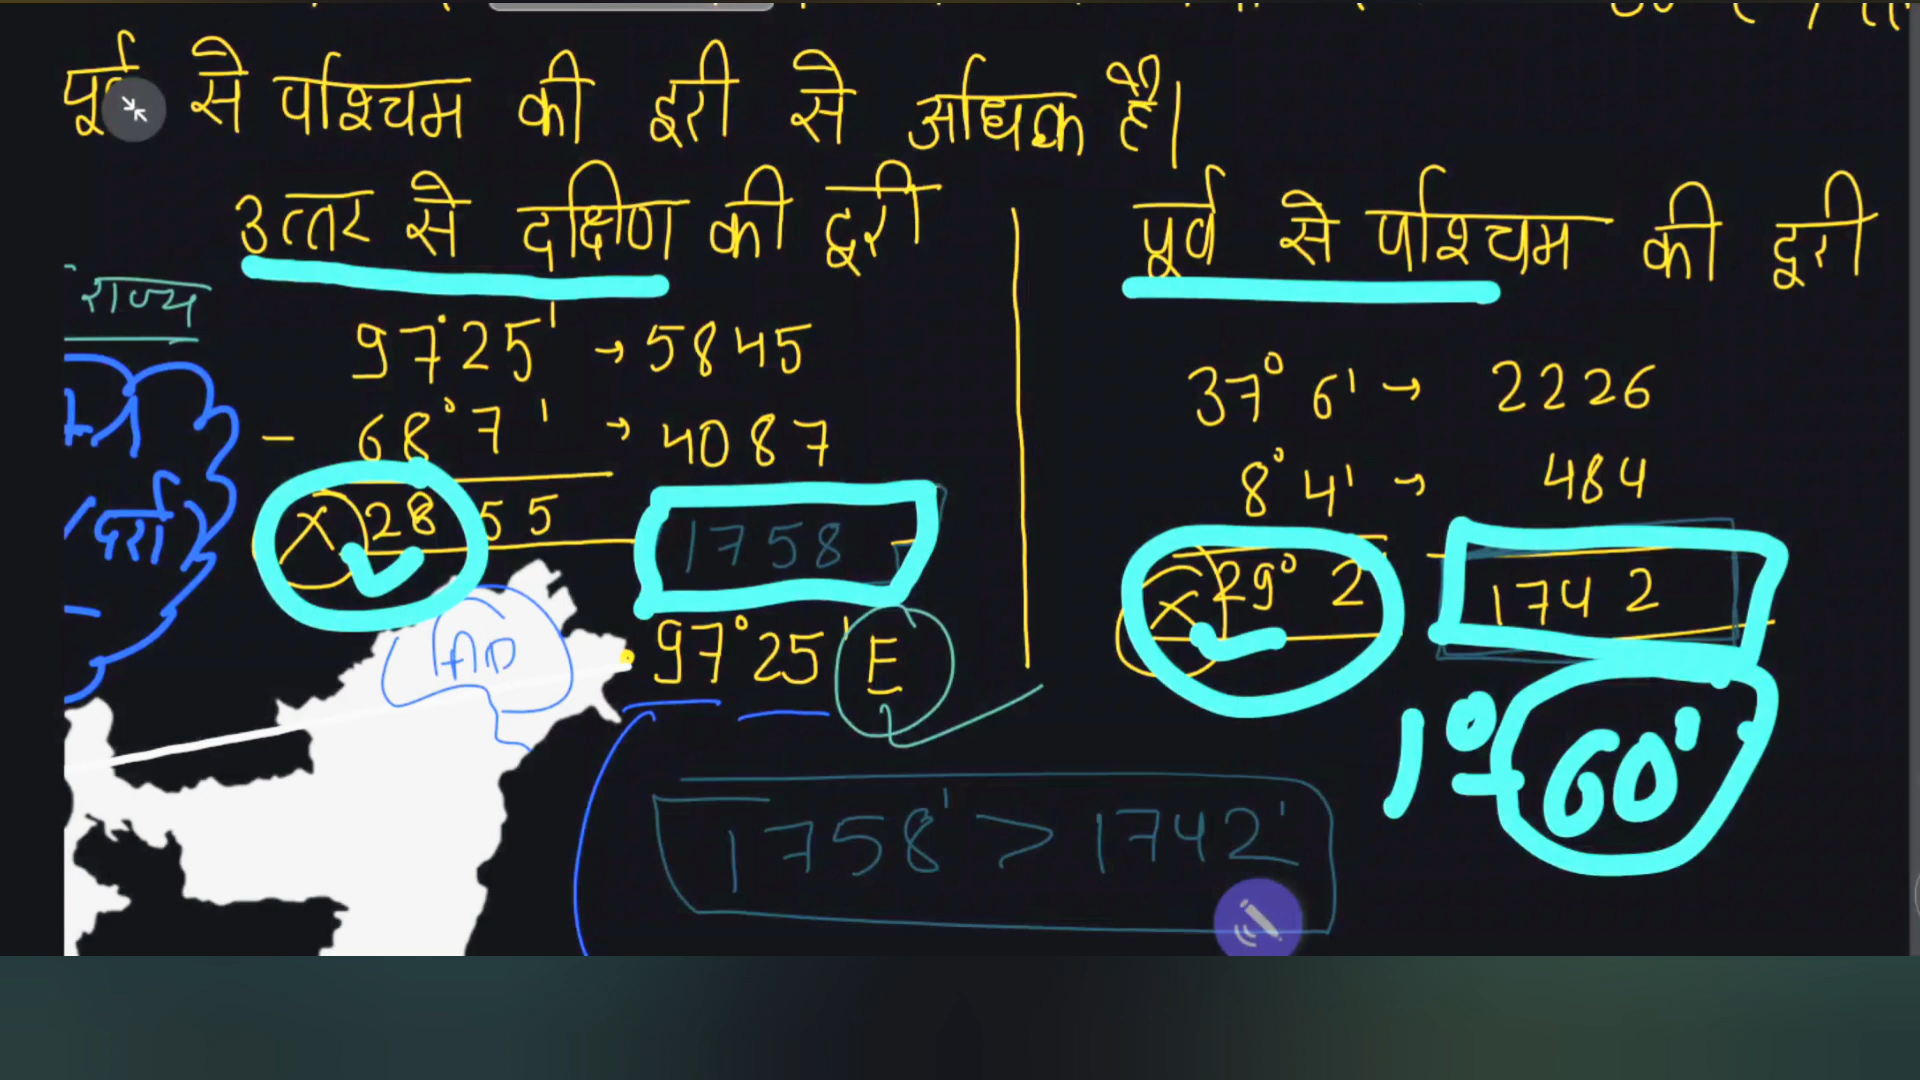 पूर्व से पश्चिम की दूरी से अधिक है।
उत्तर से दक्षिण की दूरी
पूर्व से पश्चिम की दूरी
राज्य
97°25' → 5845
- 68°7' → 4087
X 28 55 1758
37° 6' → 2226
8° 4' → 484
X 29° 2 1742
97°25' E
1° = 60'
1758' > 1742'